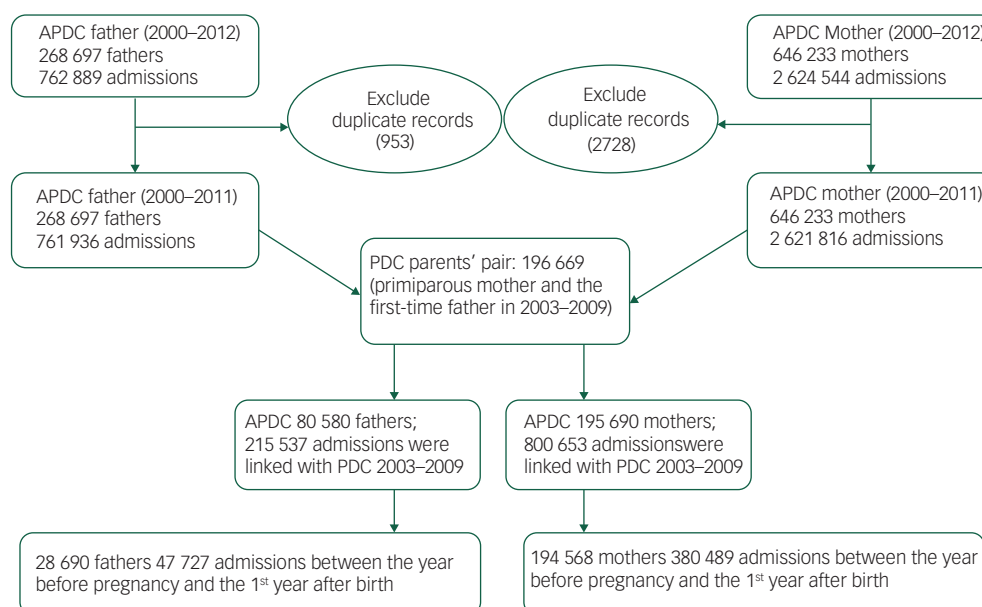 APDC father (2000–2012)
268 697 fathers
762 889 admissions
APDC Mother (2000–2012)
646 233 mothers
2 624 544 admissions
Exclude
duplicate records
(953)
Exclude
duplicate records
(2728)
APDC father (2000–2011)
268 697 fathers
761 936 admissions
APDC mother (2000–2011)
646 233 mothers
2 621 816 admissions
PDC parents’ pair: 196 669
(primiparous mother and the
first-time father in 2003–2009)
APDC 80 580 fathers;
215 537 admissions were
linked with PDC 2003–2009
APDC 195 690 mothers;
800 653 admissionswere
linked with PDC 2003–2009
28 690 fathers 47 727 admissions between the year
before pregnancy and the 1st year after birth
194 568 mothers 380 489 admissions between the year
before pregnancy and the 1st year after birth